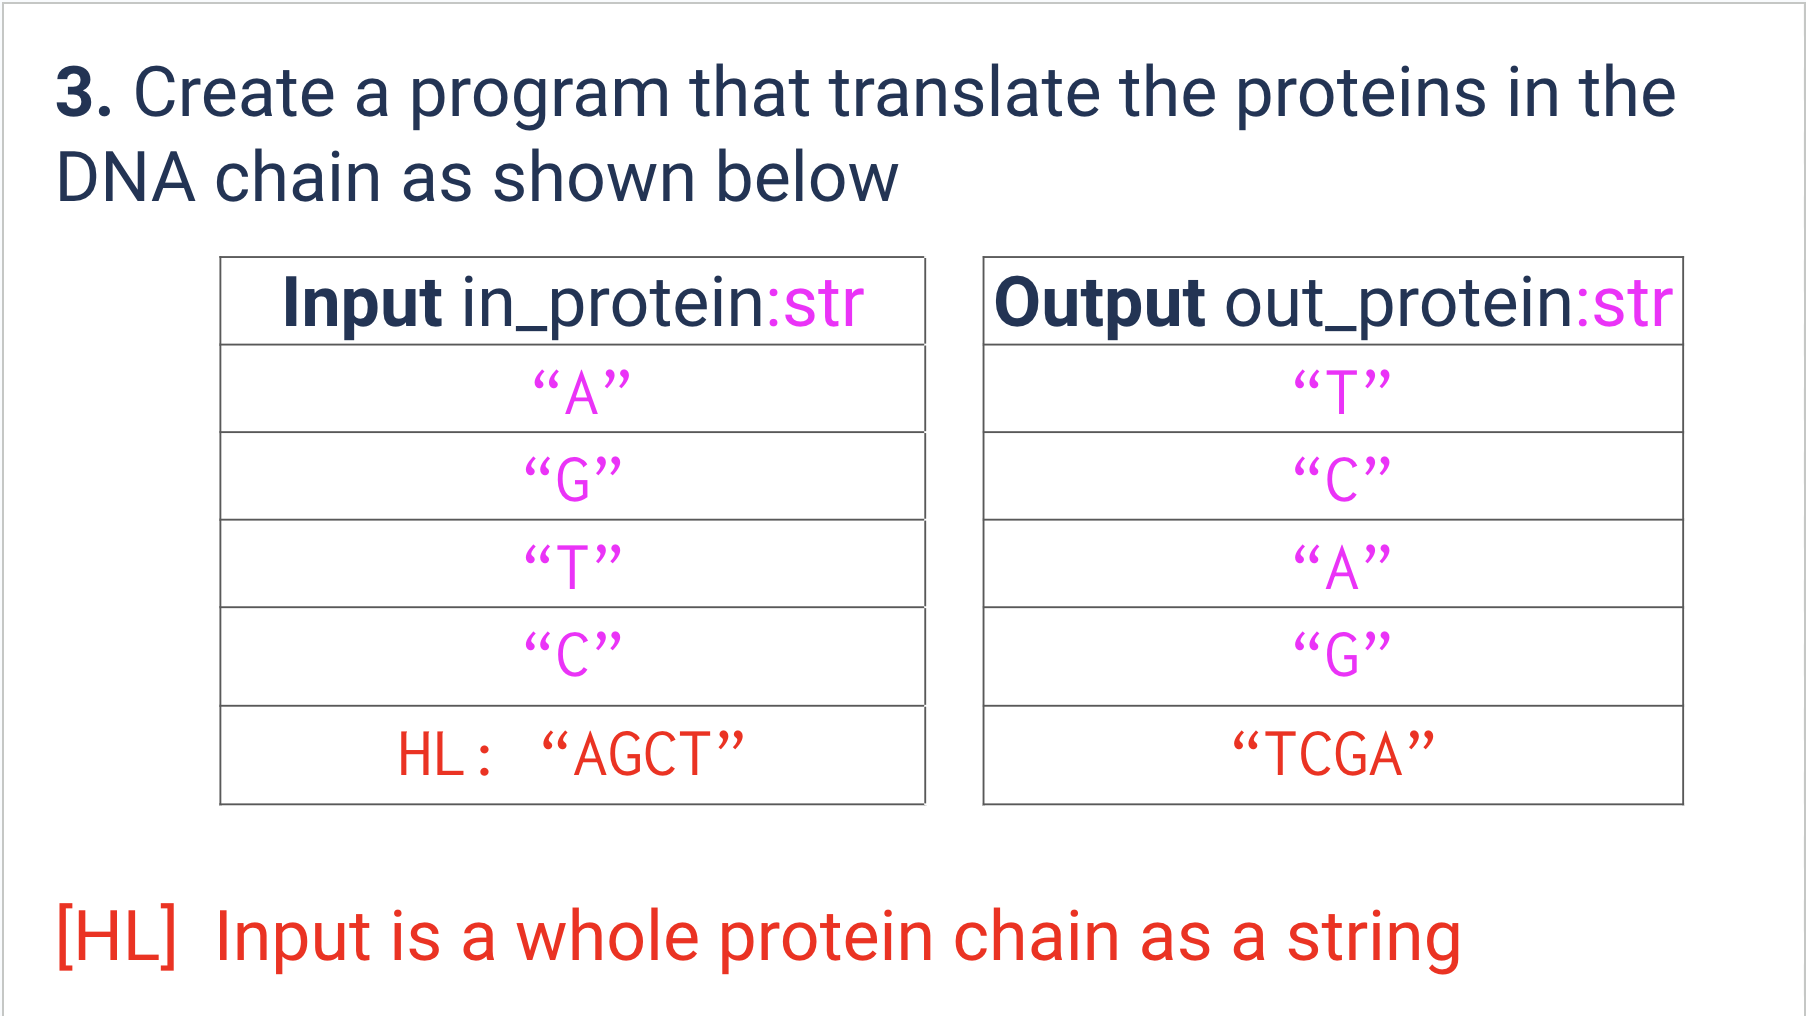 3. Create a program that translate the proteins in the
DNA chain as shown below
Input in_protein:str
Output out_protein:str
“A”
“T”
“G”
“C”
“T”
“A”
“C”
“G”
HL: “AGCT”
“TCGA”
[HL] Input is a whole protein chain as a string